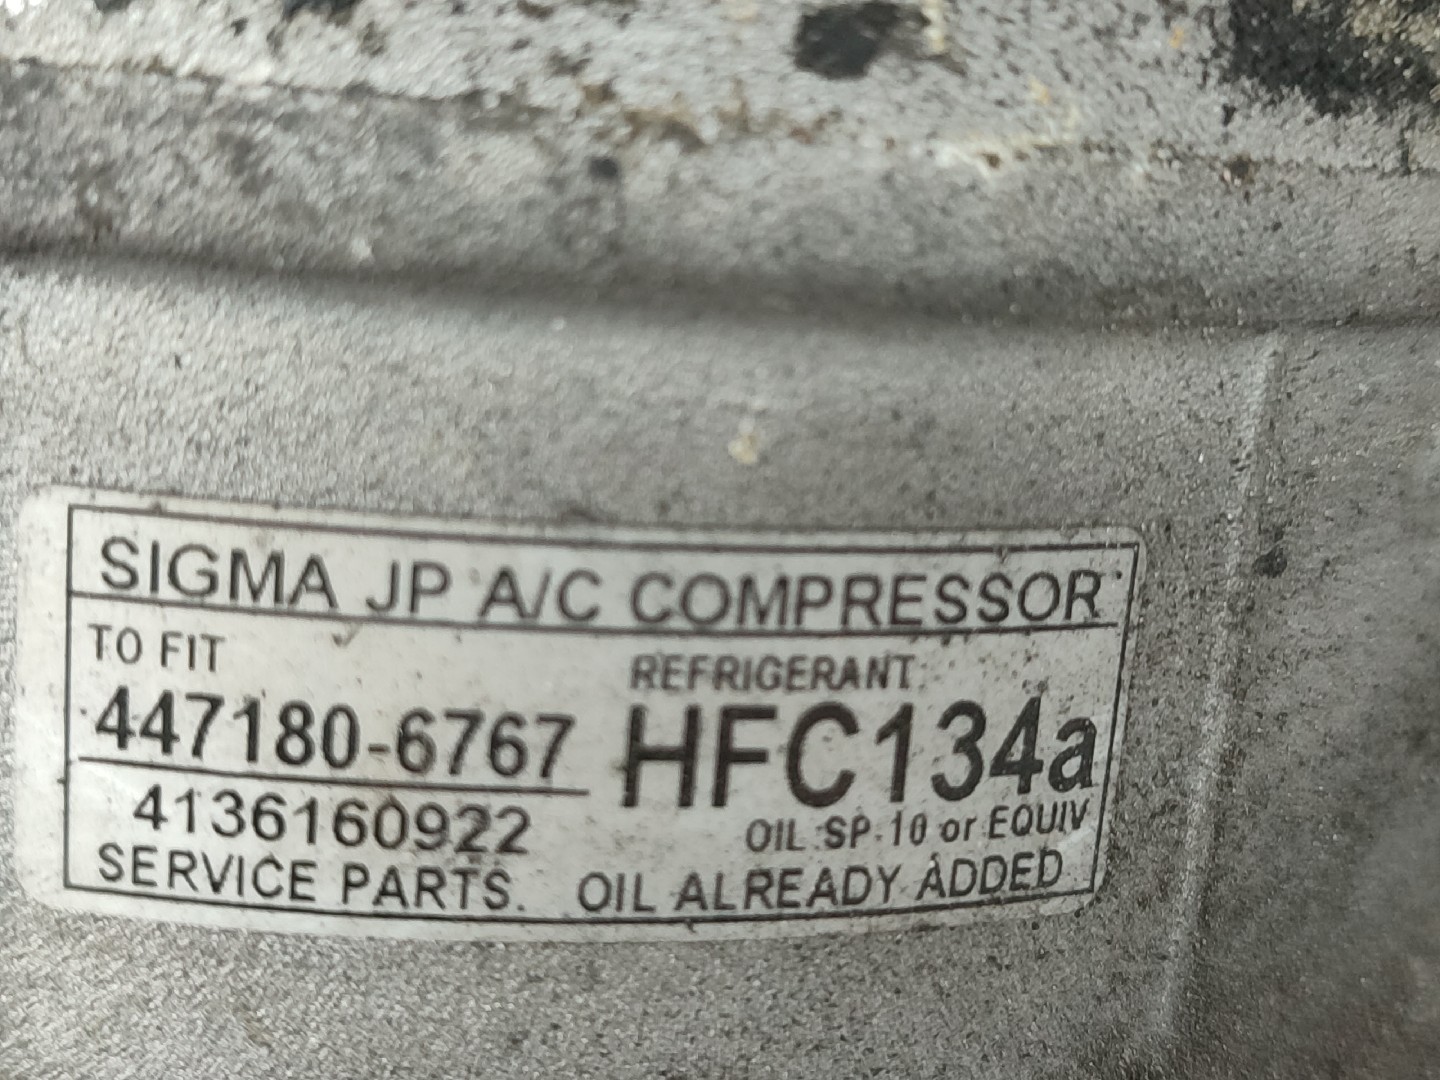 SIGMA JP A/C COMPRESSOR
TO FIT
447180-6767
4136160922
SERVICE PARTS.
REFRIGERANT:
HFC134a
OIL SP-10 or EQUIV
OIL ALREADY ADDED